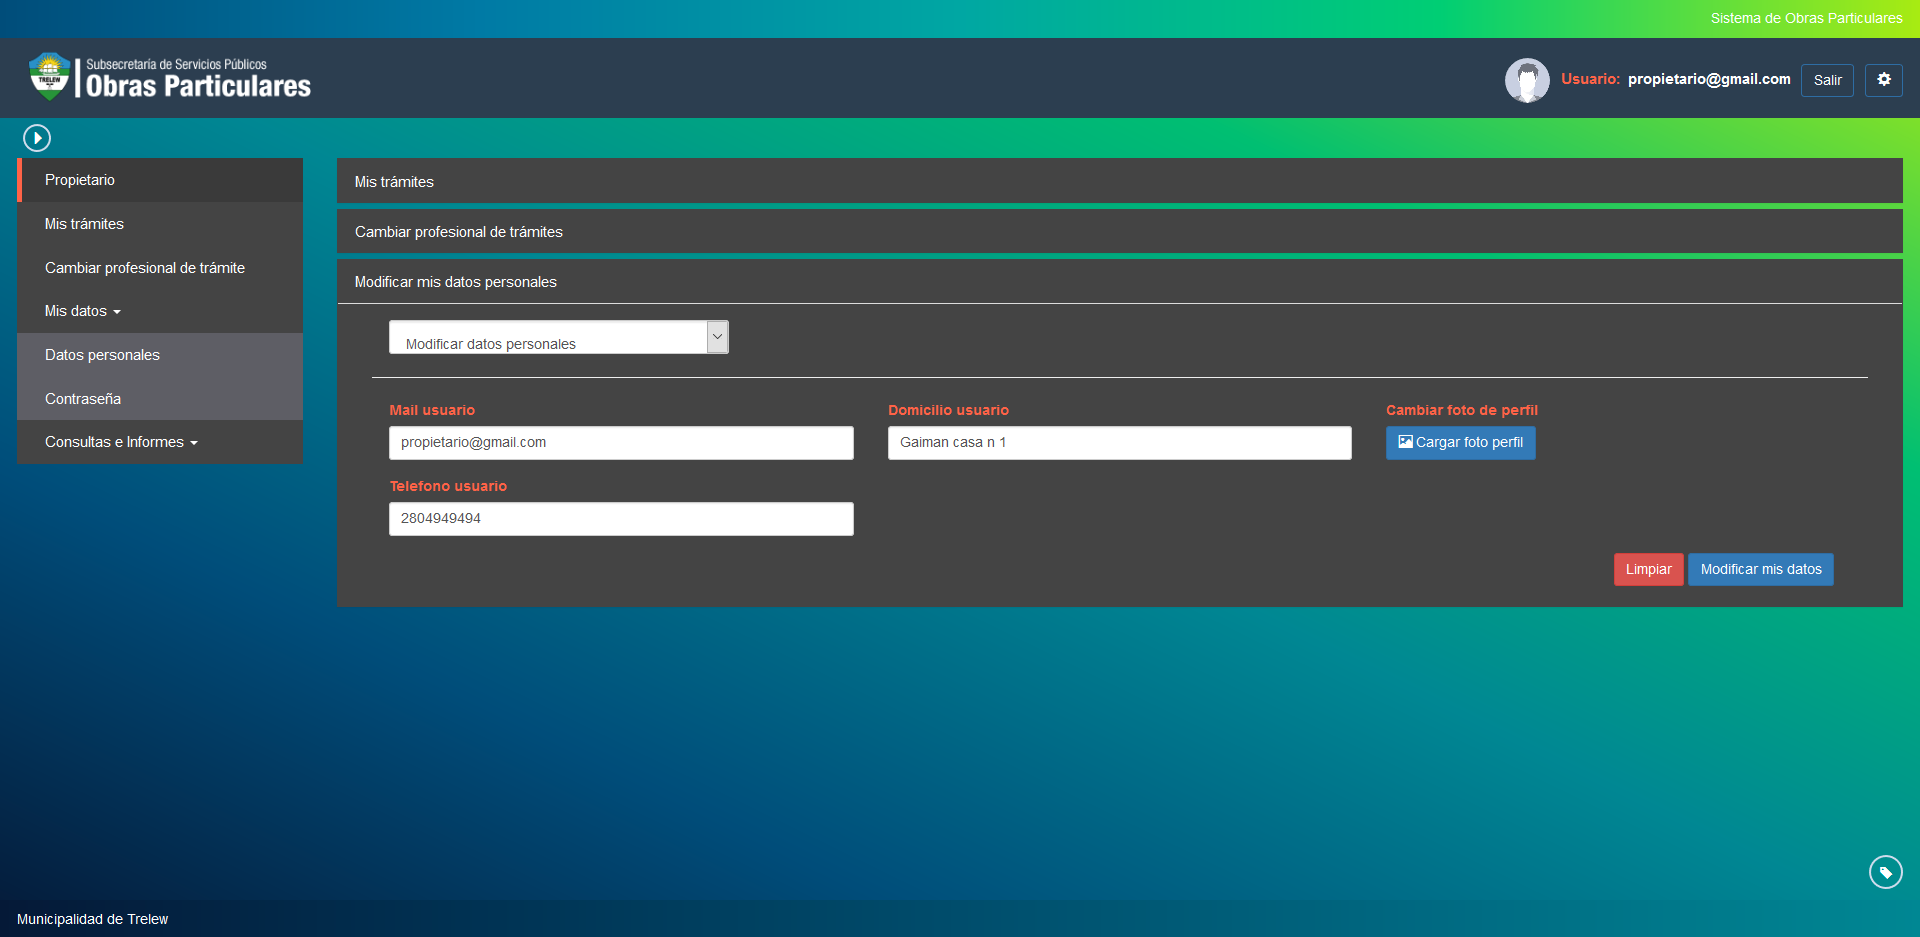 Sistema de Obras Particulares
TRELEW
Subsecretaría de Servicios Públicos
Obras Particulares
Usuario: propietario@gmail.com
Salir
Propietario
Mis trámites
Cambiar profesional de trámite
Mis datos
Datos personales
Contraseña
Consultas e Informes
Mis trámites
Cambiar profesional de trámites
Modificar mis datos personales
Modificar datos personales
Mail usuario
propietario@gmail.com
Domicilio usuario
Gaiman casa n 1
Cambiar foto de perfil
Cargar foto perfil
Telefono usuario
2804949494
Limpiar
Modificar mis datos
Municipalidad de Trelew